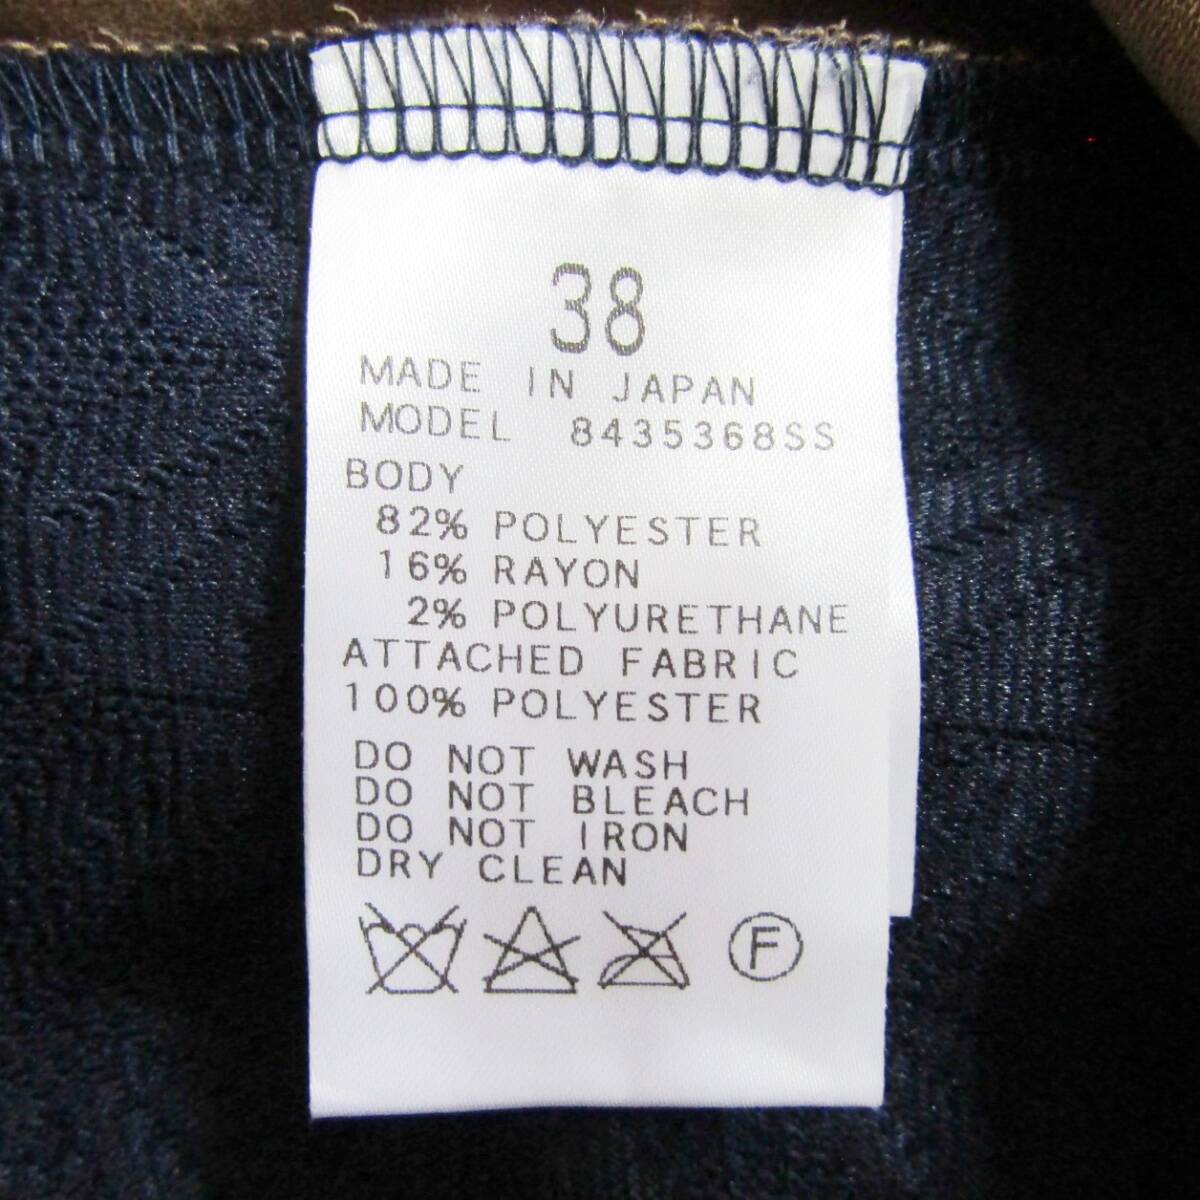 38
MADE IN JAPAN
MODEL 8435368SS
BODY
82% POLYESTER
16% RAYON
2% POLYURETHANE
ATTACHED FABRIC
100% POLYESTER
DO NOT WASH
DO NOT BLEACH
DO NOT IRON
DRY CLEAN
F